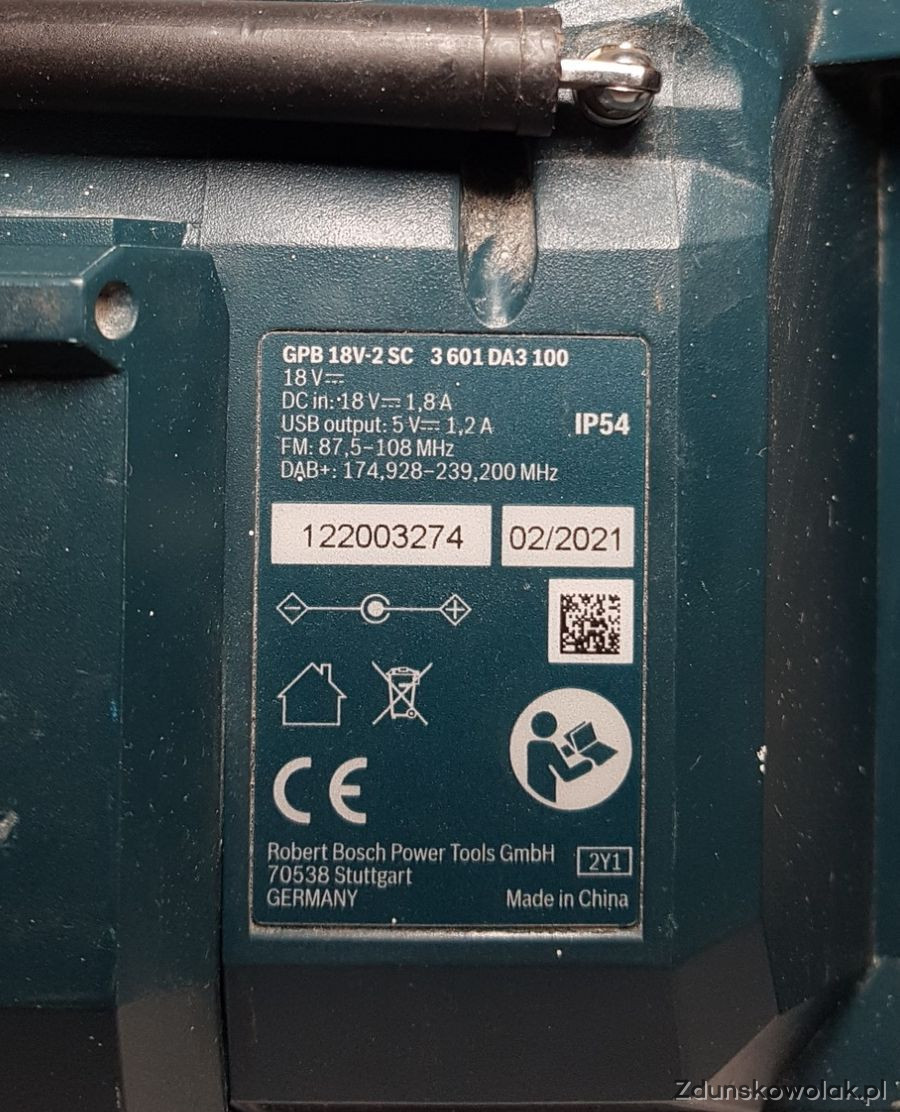 GPB 18V-2 SC 3 601 DA3 100
18 V⎓
DC in: 18 V⎓ 1,8 A
USB output: 5 V⎓ 1,2 A
IP54
FM: 87,5–108 MHz
DAB+: 174,928–239,200 MHz
122003274
02/2021
CE
Robert Bosch Power Tools GmbH
2Y1
70538 Stuttgart
GERMANY
Made in China
Zdunskowolak.pl